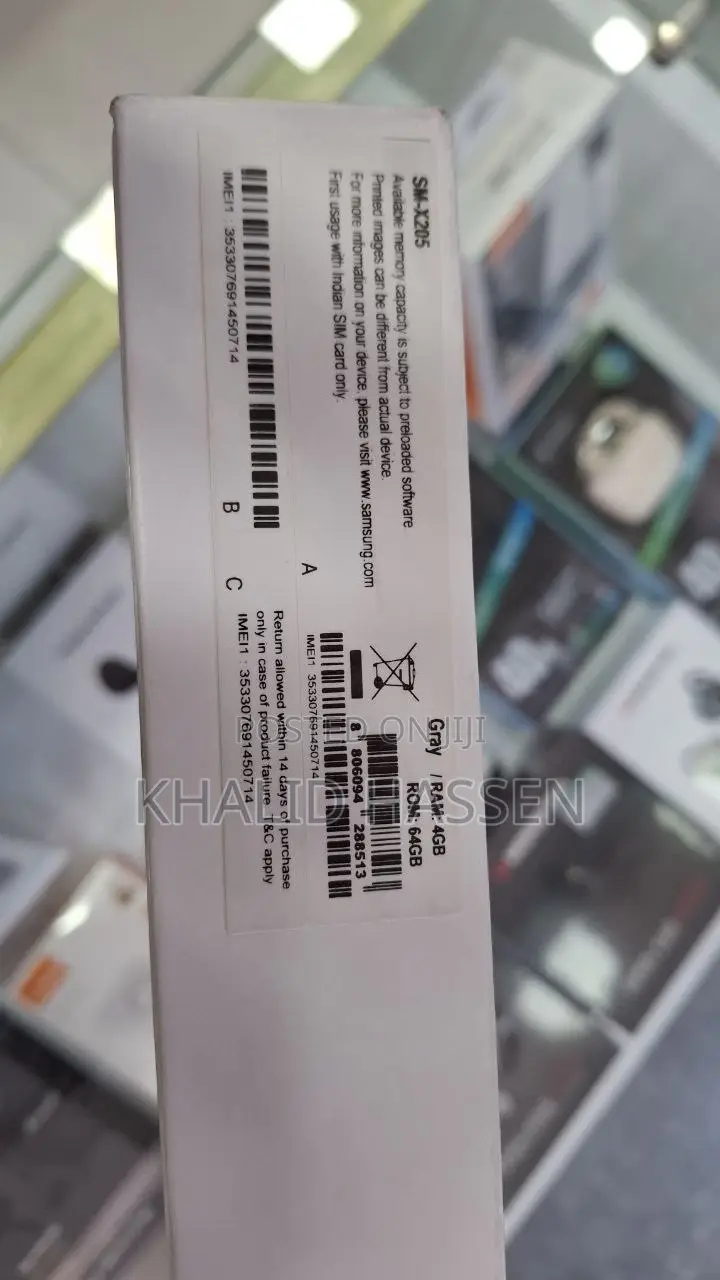 SM-X205
Available memory capacity is subject to preloaded software
Printed images can be different from actual device.
For more information on your device, please visit www.samsung.com
First usage with Indian SIM card only.
Gray / RAM: 4GB
ROM: 64GB
8 806094 288513
IMEI1 353307691450714
A
IMEI1 : 353307691450714
B
Return allowed within 14 days of purchase
only in case of product failure. T&C apply
C
IMEI1 : 353307691450714
POSTED ON JIJI
KHALID HASSEN